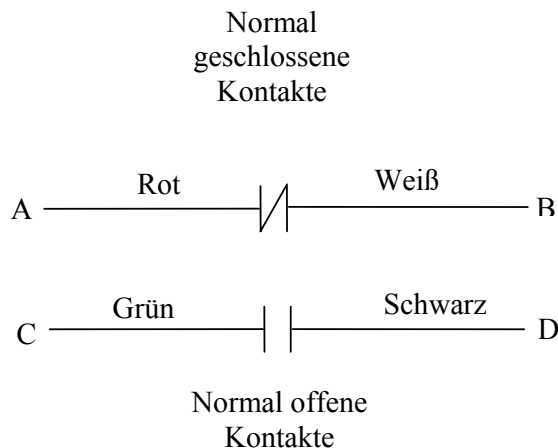 Normal
geschlossene
Kontakte
Rot
Weiß
A
B
Grün
Schwarz
C
D
Normal offene
Kontakte